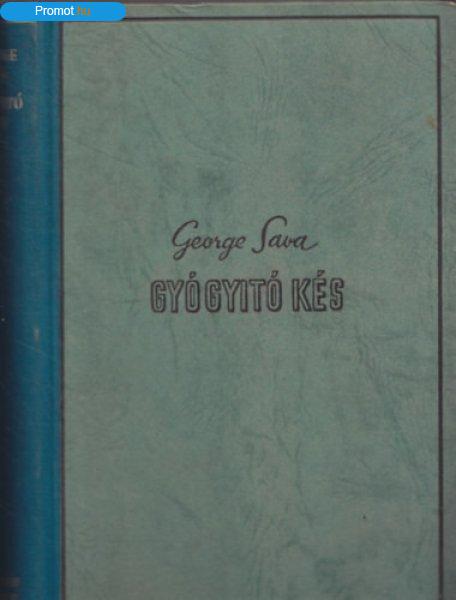 Promot.hu
George Sava
GYÓGYITÓ KÉS